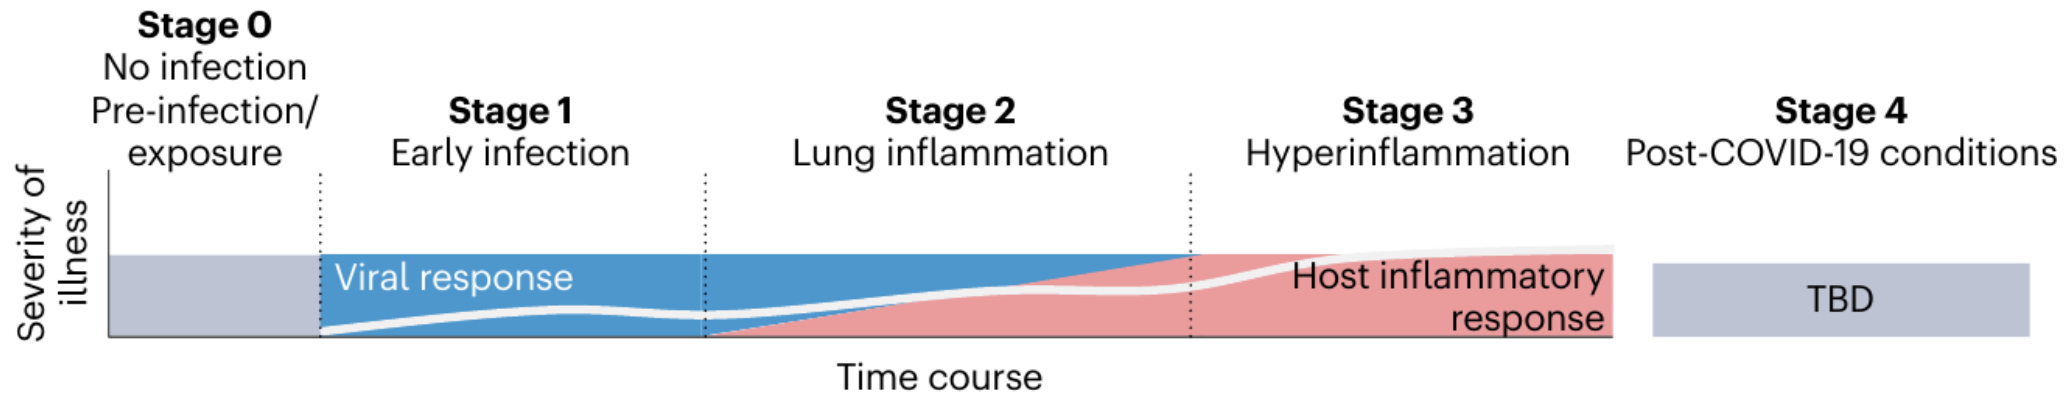 Stage 0
No infection
Pre-infection/
exposure
Stage 1
Early infection
Stage 2
Lung inflammation
Stage 3
Hyperinflammation
Stage 4
Post-COVID-19 conditions
Severity of
illness
Viral response
Host inflammatory
response
TBD
Time course